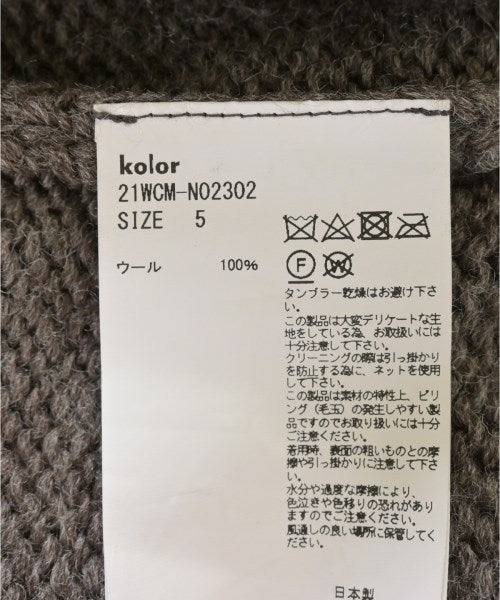 kolor
21WCM-N02302
SIZE 5
ウール 100%
F
W
タンブラー乾燥はお避け下さ
い。
この製品は大変デリケートな生
地をしている為、お取扱いには
十分注意して下さい。
クリーニングの際は引っ掛かり
を防止する為に、ネットを使用
して下さい。
この製品は素材の特性上、ピリ
ング（毛玉）の発生しやすい製
品ですのでお取り扱いには十分
ご注意ください。
着用時、表面の粗いものとの摩
擦や引っ掛かりに注意して下さ
い。
水分や過度な摩擦により、
色泣きや色移りの恐れがあり
ますのでご注意ください。
風通しの良い場所に保管してく
ださい。
日本製